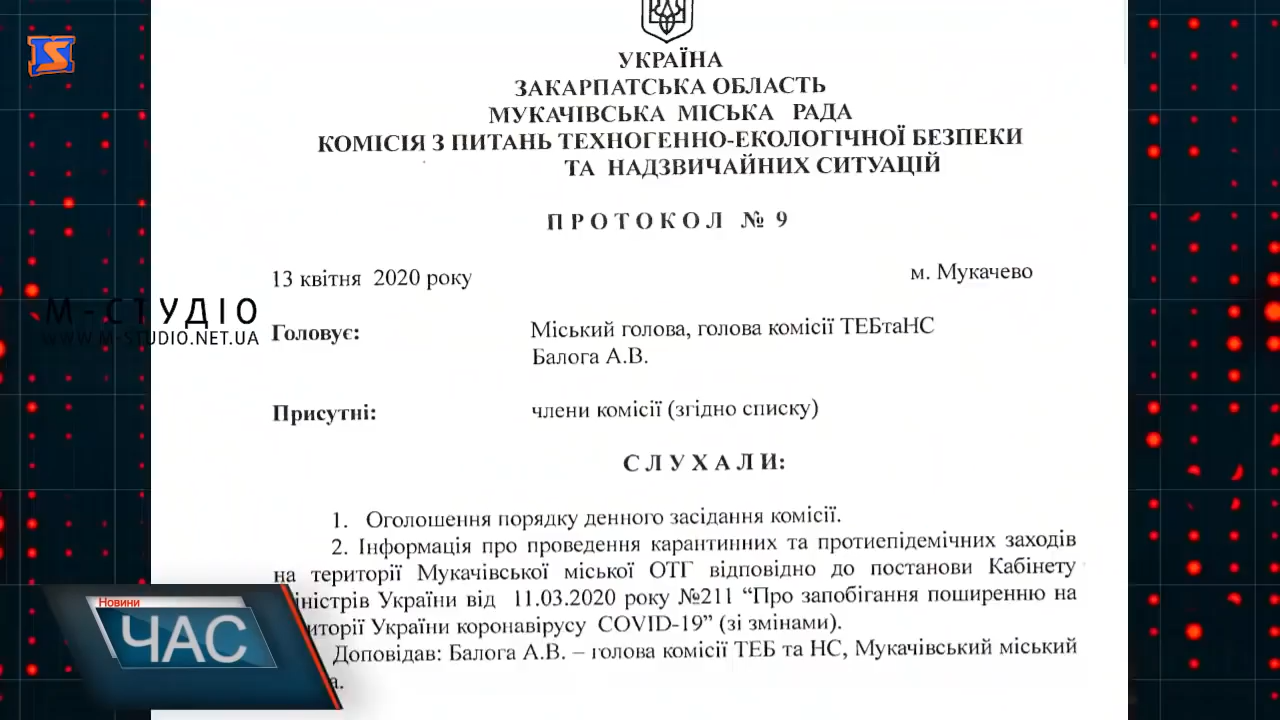 УКРАЇНА
ЗАКАРПАТСЬКА ОБЛАСТЬ
МУКАЧІВСЬКА МІСЬКА РАДА
КОМІСІЯ З ПИТАНЬ ТЕХНОГЕННО-ЕКОЛОГІЧНОЇ БЕЗПЕКИ
ТА НАДЗВИЧАЙНИХ СИТУАЦІЙ
П Р О Т О К О Л № 9
13 квітня 2020 року
м. Мукачево
М-СТУДІО
WWW.M-STUDIO.NET.UA
Головує:
Міський голова, голова комісії ТЕБтаНС
Балога А.В.
Присутні:
члени комісії (згідно списку)
С Л У Х А Л И:
1. Оголошення порядку денного засідання комісії.
2. Інформація про проведення карантинних та протиепідемічних заходів
на території Мукачівської міської ОТГ відповідно до постанови Кабінету
України від 11.03.2020 року №211 “Про запобігання поширенню на
України коронавірусу COVID-19” (зі змінами).
Доповідав: Балога А.В. – голова комісії ТЕБ та НС, Мукачівський міський
Новини
ЧАС